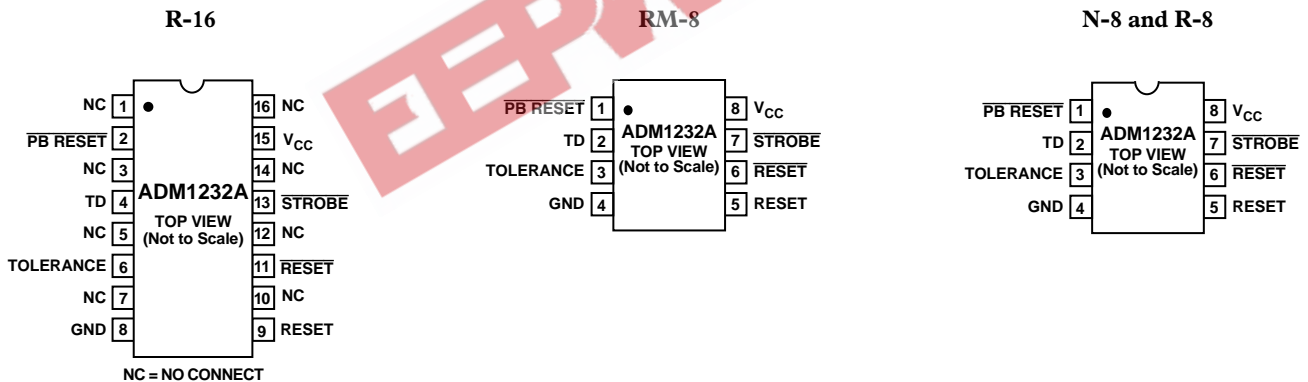 R-16
NC 1
PB RESET 2
NC 3
TD 4
NC 5
TOLERANCE 6
NC 7
GND 8
ADM1232A
TOP VIEW
(Not to Scale)
16 NC
15 VCC
14 NC
13 STROBE
12 NC
11 RESET
10 NC
9 RESET
NC = NO CONNECT
RM-8
PB RESET 1
TD 2
TOLERANCE 3
GND 4
ADM1232A
TOP VIEW
(Not to Scale)
8 VCC
7 STROBE
6 RESET
5 RESET
N-8 and R-8
PB RESET 1
TD 2
TOLERANCE 3
GND 4
ADM1232A
TOP VIEW
(Not to Scale)
8 VCC
7 STROBE
6 RESET
5 RESET